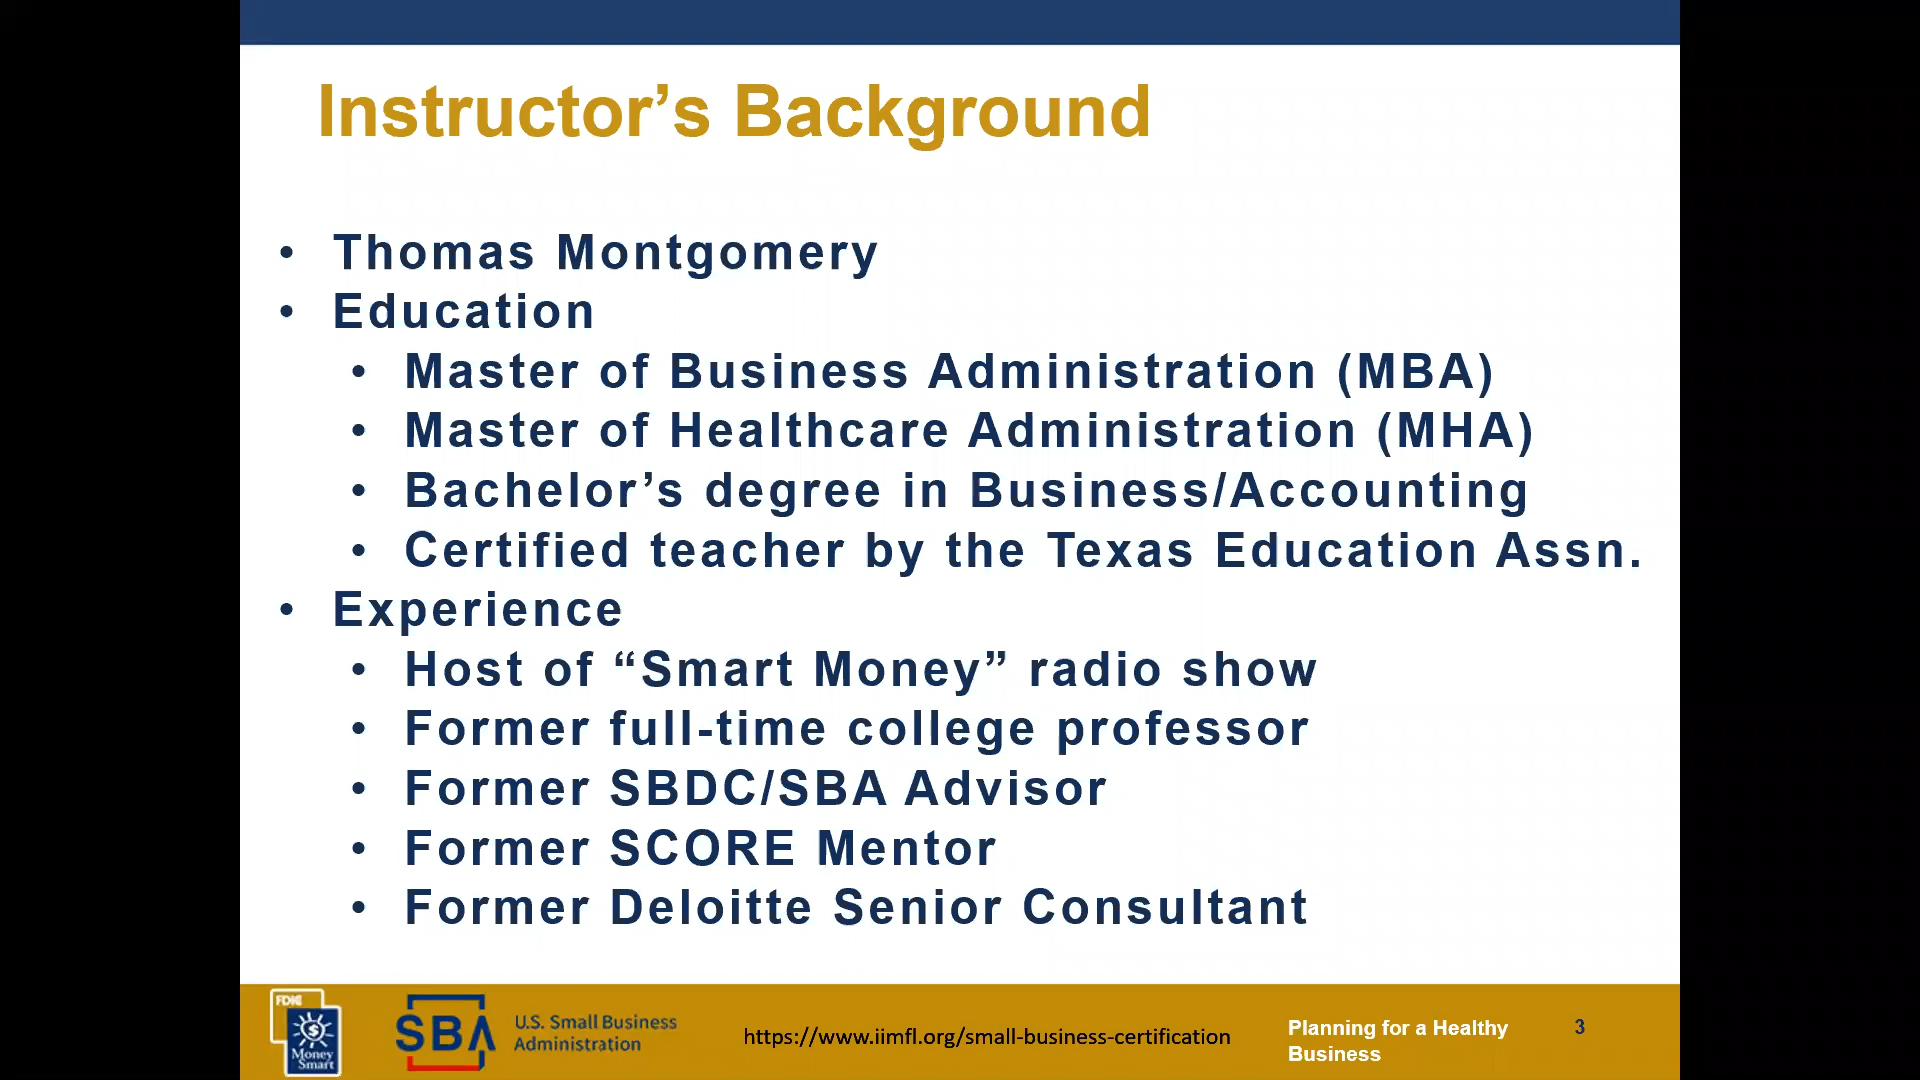 Instructor’s Background
• Thomas Montgomery
• Education
• Master of Business Administration (MBA)
• Master of Healthcare Administration (MHA)
• Bachelor’s degree in Business/Accounting
• Certified teacher by the Texas Education Assn.
• Experience
• Host of “Smart Money” radio show
• Former full-time college professor
• Former SBDC/SBA Advisor
• Former SCORE Mentor
• Former Deloitte Senior Consultant
FDIC
Money
Smart
SBA
U.S. Small Business
Administration
https://www.iimfl.org/small-business-certification
Planning for a Healthy
Business
3